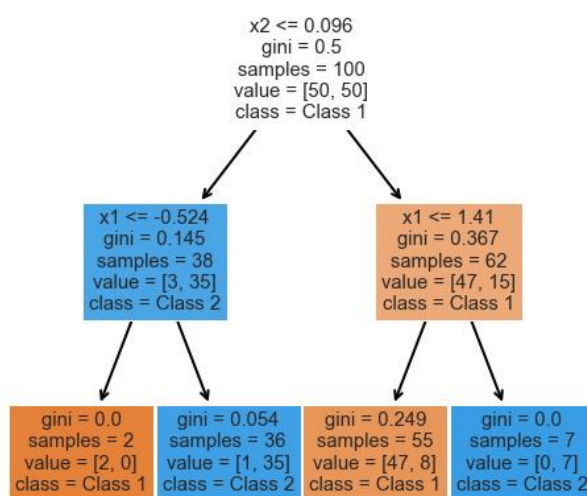 x2 <= 0.096
gini = 0.5
samples = 100
value = [50, 50]
class = Class 1
x1 <= -0.524
gini = 0.145
samples = 38
value = [3, 35]
class = Class 2
x1 <= 1.41
gini = 0.367
samples = 62
value = [47, 15]
class = Class 1
gini = 0.0
samples = 2
value = [2, 0]
class = Class 1
gini = 0.054
samples = 36
value = [1, 35]
class = Class 2
gini = 0.249
samples = 55
value = [47, 8]
class = Class 1
gini = 0.0
samples = 7
value = [0, 7]
class = Class 2